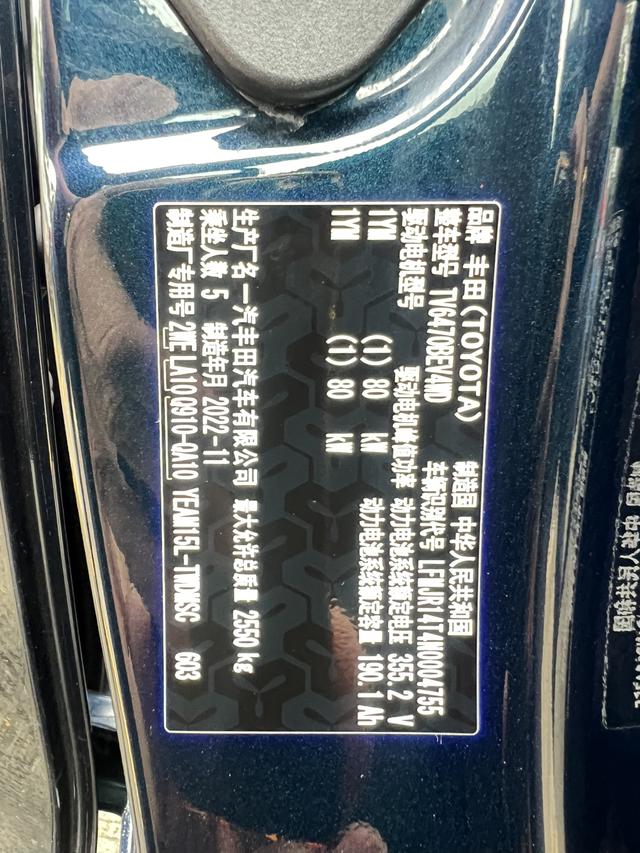 品牌 丰田(TOYOTA) 制造国 中华人民共和国
整车型号 TV6470BEV4WD 车辆识别代号 LFMJR14T4N0004755
驱动电机型号 驱动电机峰值功率 动力电池系统额定电压 355.2 V
1YM (1) 80 kW 动力电池系统额定容量 190.1 Ah
1YM (1) 80 kW
生产厂名 一汽丰田汽车有限公司 最大允许总质量 2550 kg
乘坐人数 5 制造年月 2022-11
制造厂专用号 2WE LA10 Q910-QA10 YEAM15L-TWDNSC 603